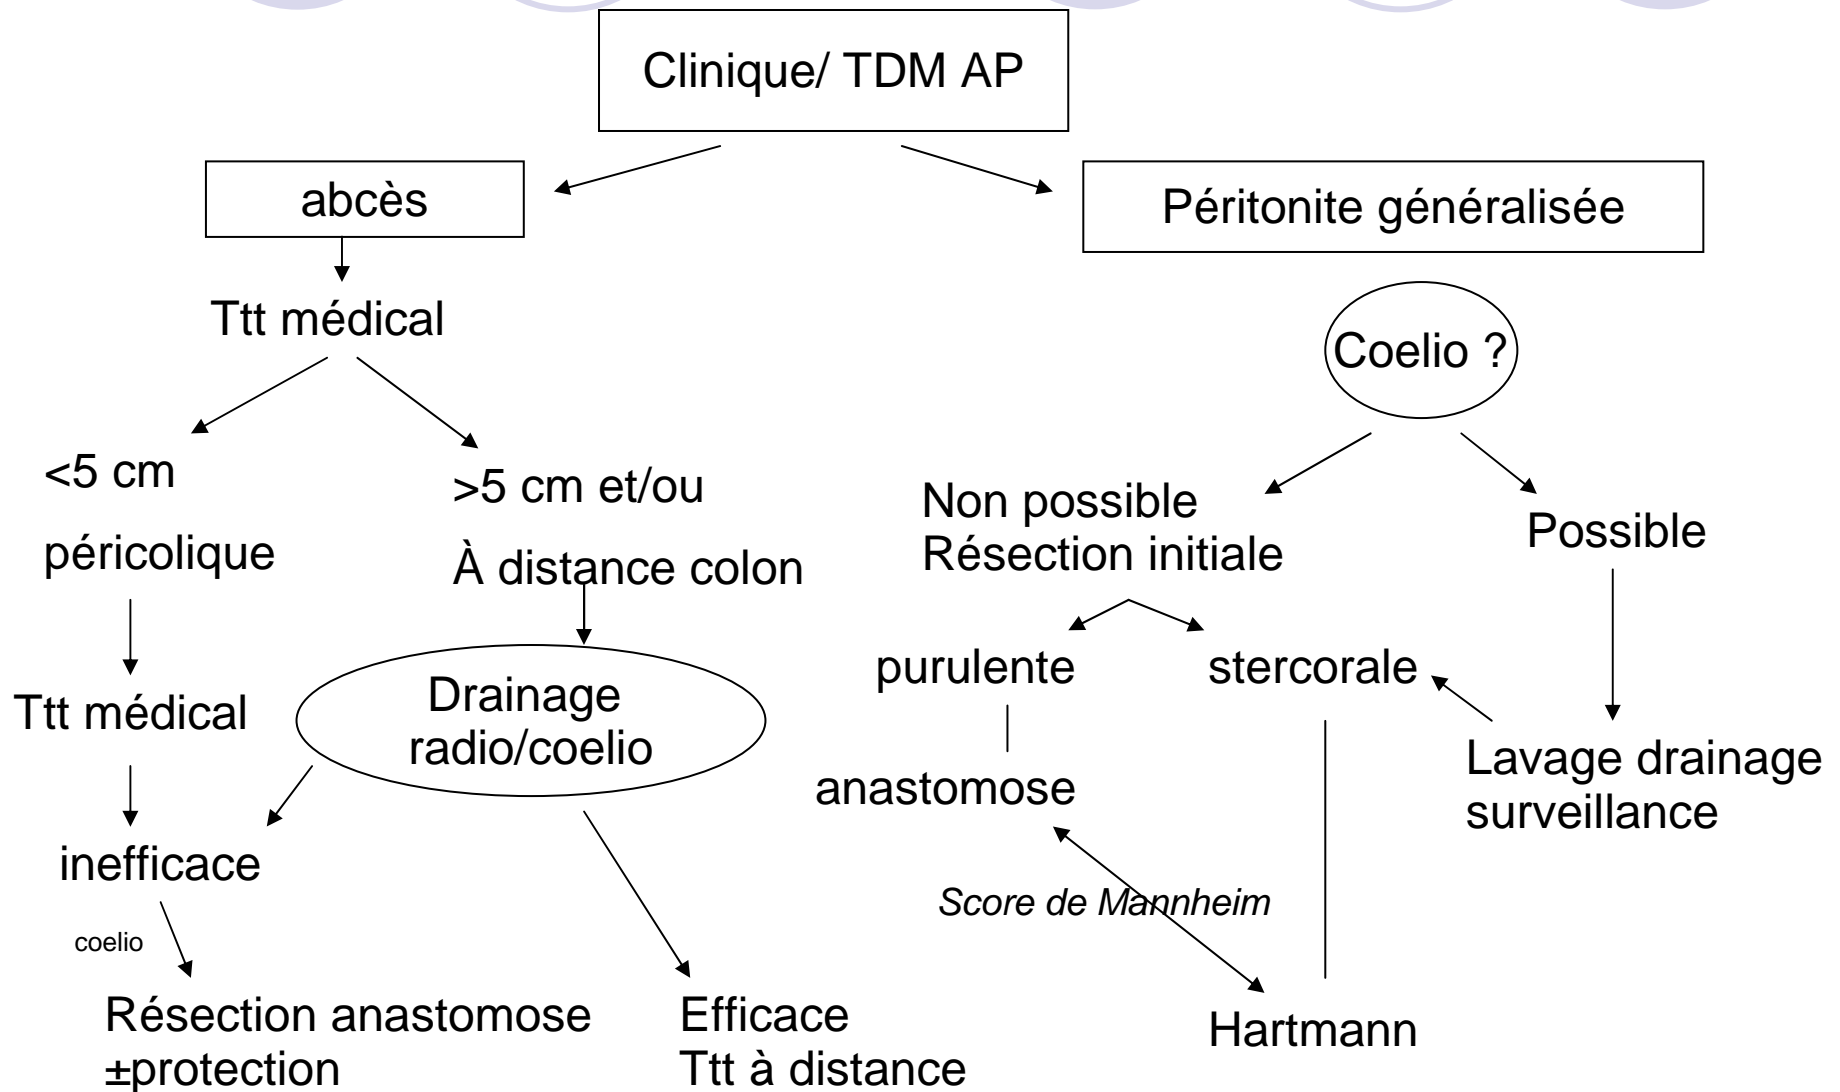 Clinique/ TDM AP
abcès
Péritonite généralisée
Ttt médical
Coelio ?
<5 cm
péricolique
>5 cm et/ou
À distance colon
Non possible
Résection initiale
Possible
purulente
stercorale
Ttt médical
Drainage
radio/coelio
anastomose
Lavage drainage
surveillance
inefficace
Score de Mannheim
coelio
Résection anastomose
±protection
Efficace
Ttt à distance
Hartmann